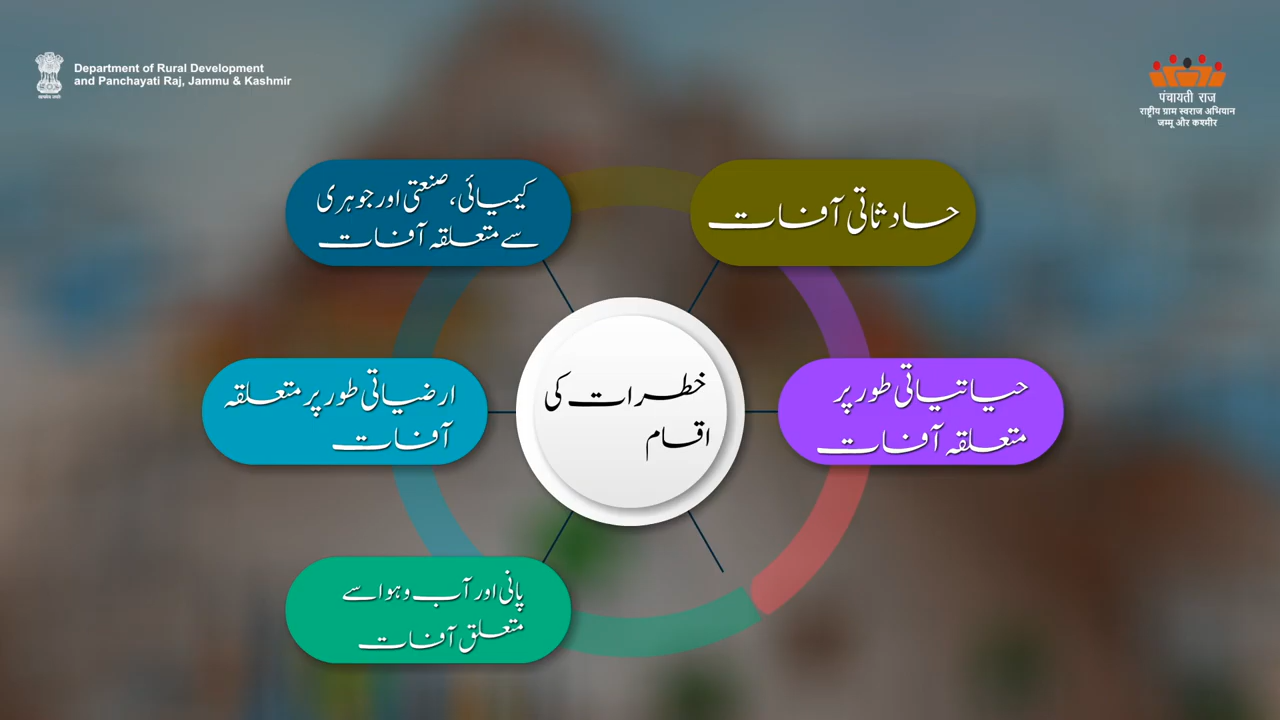 Department of Rural Development
and Panchayati Raj, Jammu & Kashmir
पंचायती राज
राष्ट्रीय ग्राम स्वराज अभियान
जम्मू और कश्मीर
حادثاتی آفات
کیمیائی، صنعتی اور جوہری
سے متعلقہ آفات
حیاتیاتی طور پر
متعلقہ آفات
خطرات کی
اقسام
ارضیاتی طور پر متعلقہ
آفات
پانی اور آب و ہوا سے
متعلق آفات